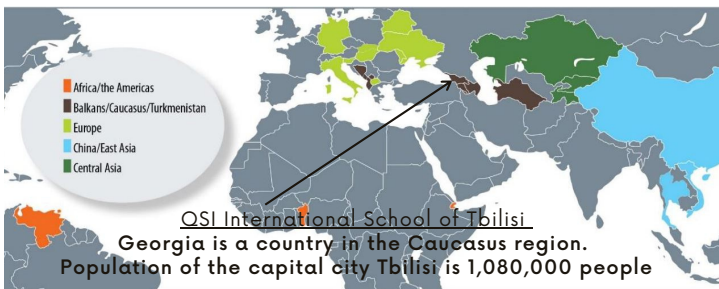 Africa/the Americas
Balkans/Caucasus/Turkmenistan
Europe
China/East Asia
Central Asia
QSI International School of Tbilisi
Georgia is a country in the Caucasus region.
Population of the capital city Tbilisi is 1,080,000 people